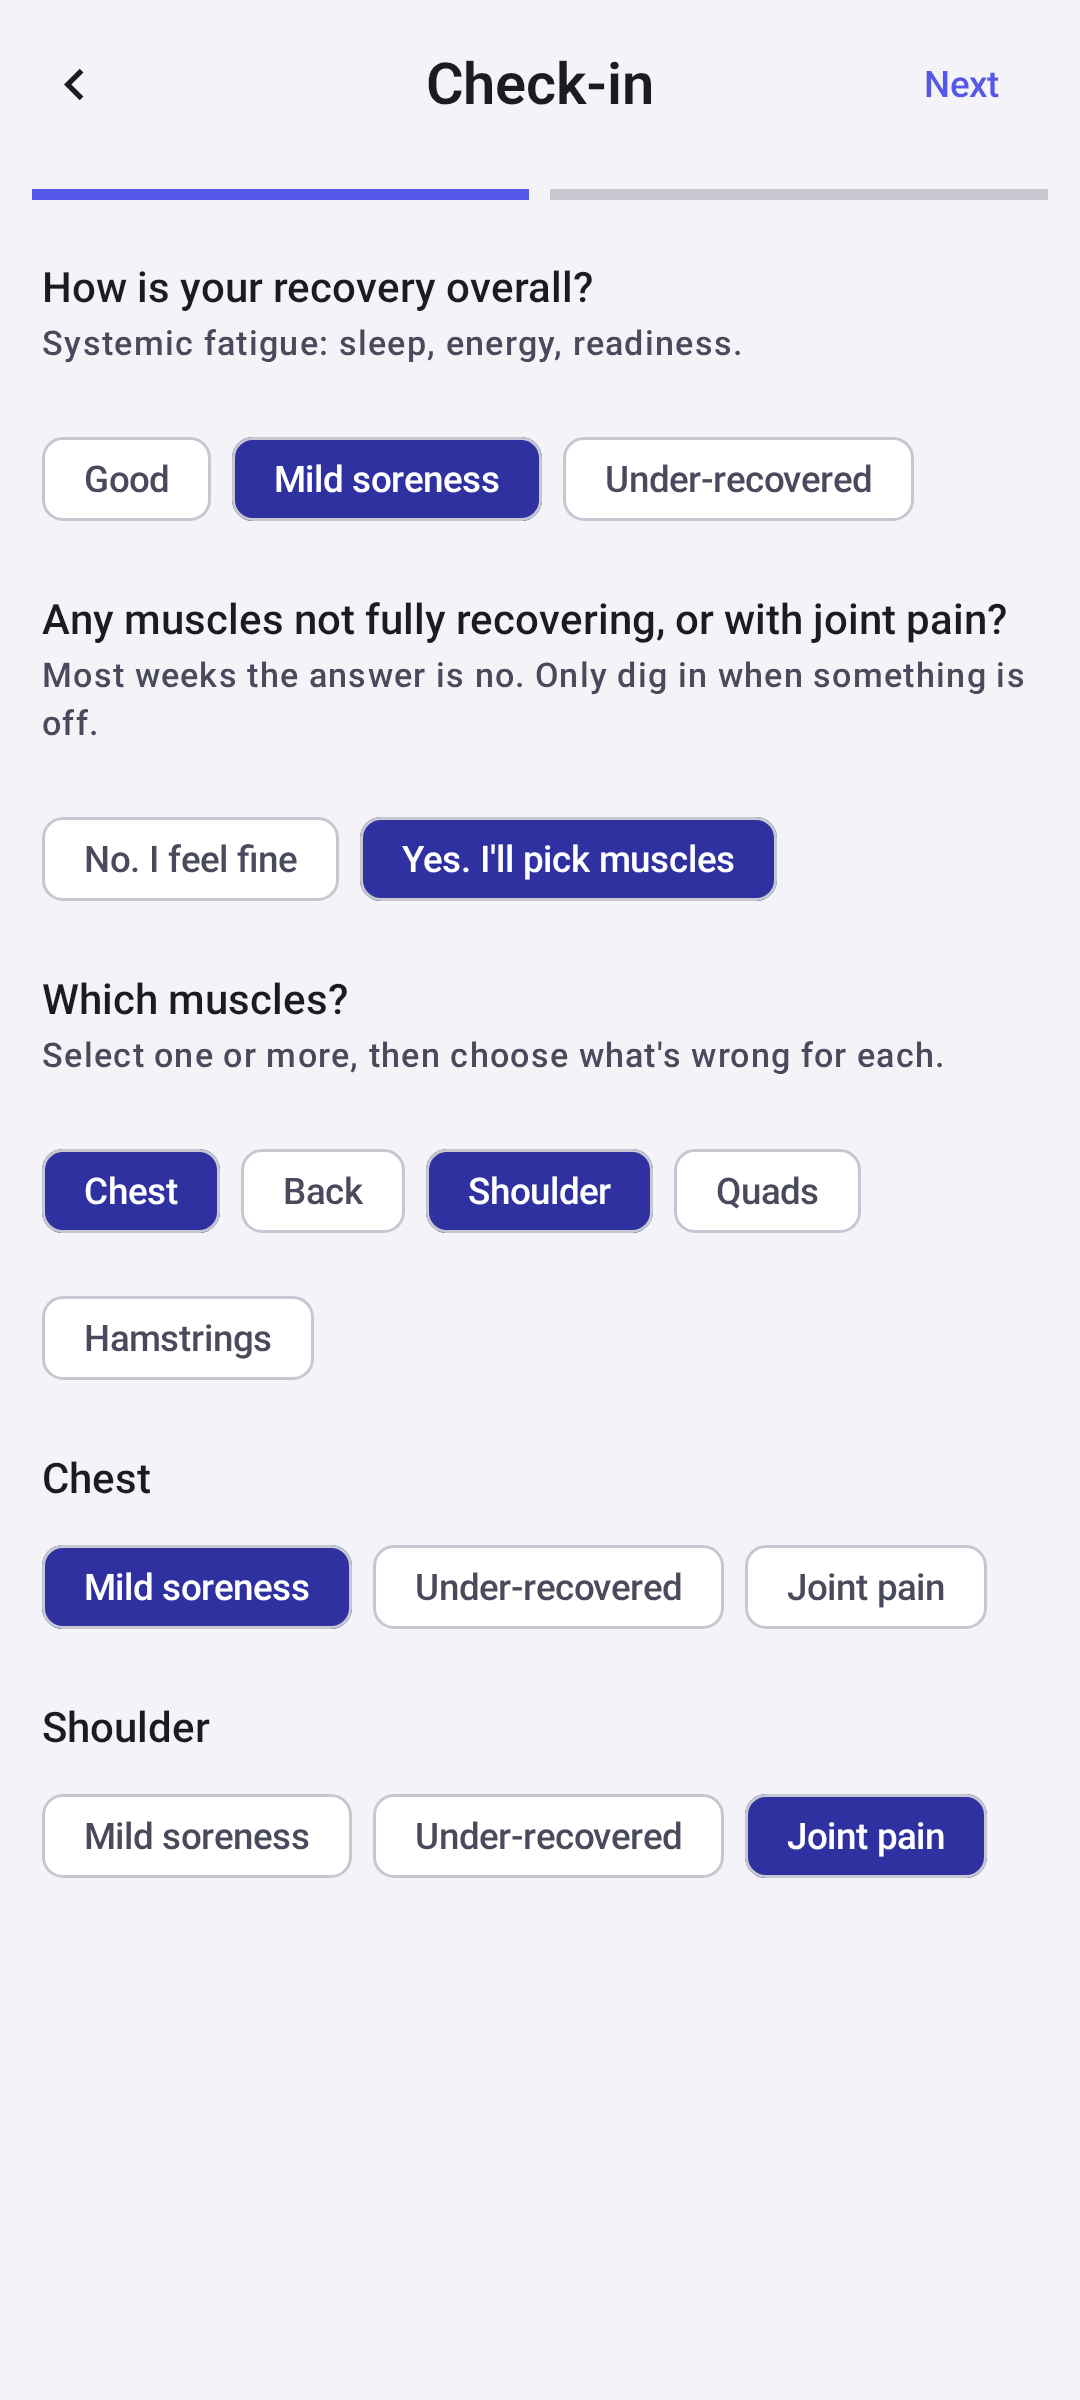 Check-in
Next
How is your recovery overall?
Systemic fatigue: sleep, energy, readiness.
Good
Mild soreness
Under-recovered
Any muscles not fully recovering, or with joint pain?
Most weeks the answer is no. Only dig in when something is
off.
No. I feel fine
Yes. I'll pick muscles
Which muscles?
Select one or more, then choose what's wrong for each.
Chest
Back
Shoulder
Quads
Hamstrings
Chest
Mild soreness
Under-recovered
Joint pain
Shoulder
Mild soreness
Under-recovered
Joint pain